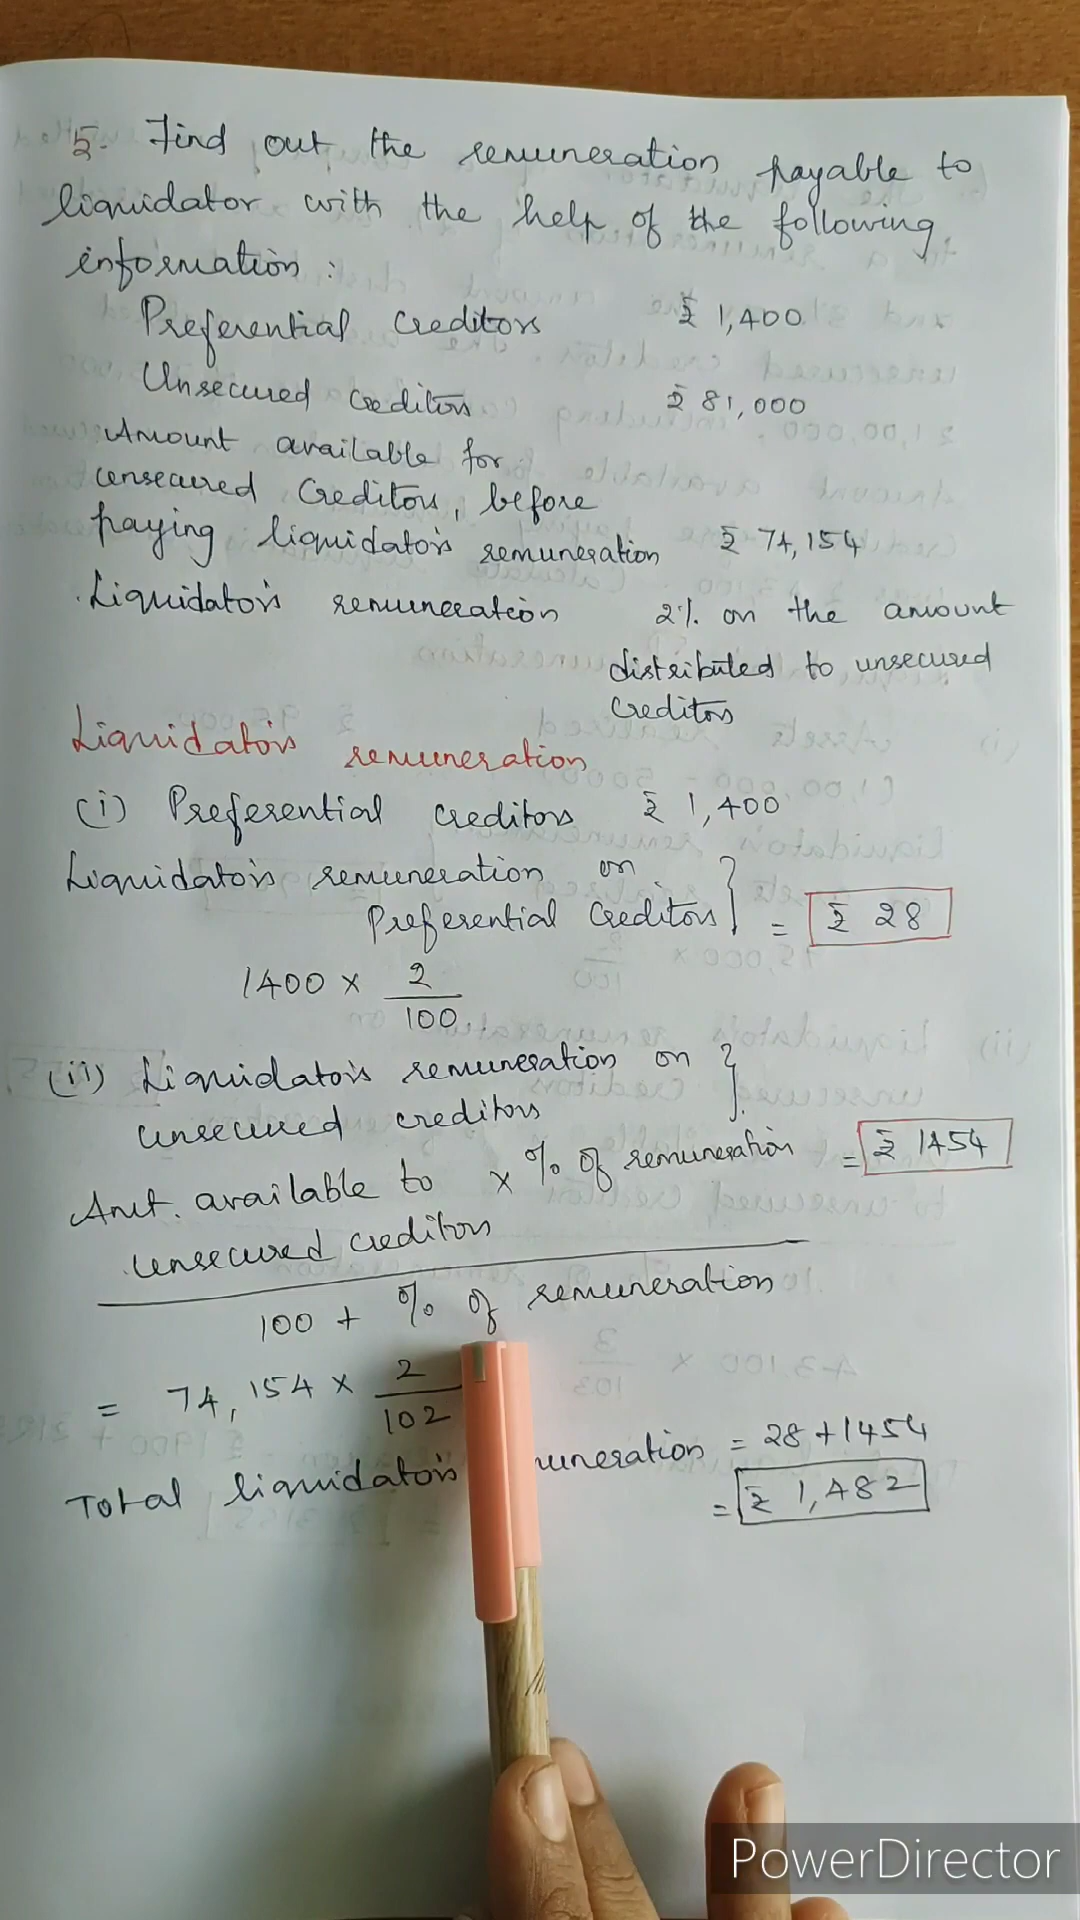 5. Find out the remuneration payable to
liquidator with the help of the following
information :
Preferential Creditors ₹ 1,400
Unsecured Creditors ₹ 81,000
Amount available for
unsecured Creditors, before
paying liquidator's remuneration ₹ 74,154
Liquidator's remuneration 2% on the amount
distributed to unsecured
Creditors
Liquidator's remuneration
(i) Preferential creditors ₹ 1,400
Liquidator's remuneration on
Preferential Creditors } = ₹ 28
1400 × 2
100
(ii) Liquidator's remuneration on }
unsecured creditors
Amt. available to × % of remuneration = ₹ 1454
unsecured creditors
100 + % of remuneration
= 74,154 × 2
102
Total liquidator's uneration = 28 + 1454
= ₹ 1,482
PowerDirector